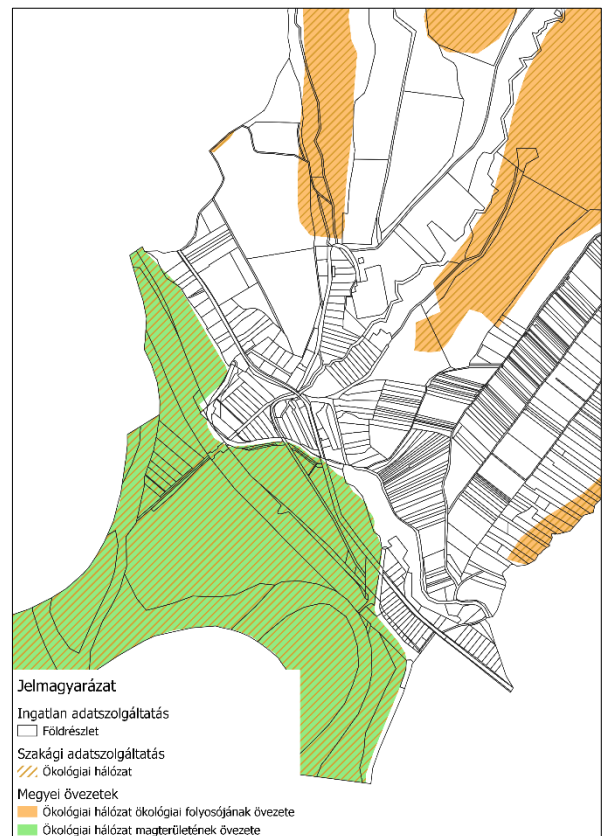 Jelmagyarázat
Ingatlan adatszolgáltatás
Földrészlet
Szakági adatszolgáltatás
Ökológiai hálózat
Megyei övezetek
Ökológiai hálózat ökológiai folyosójának övezete
Ökológiai hálózat magterületének övezete